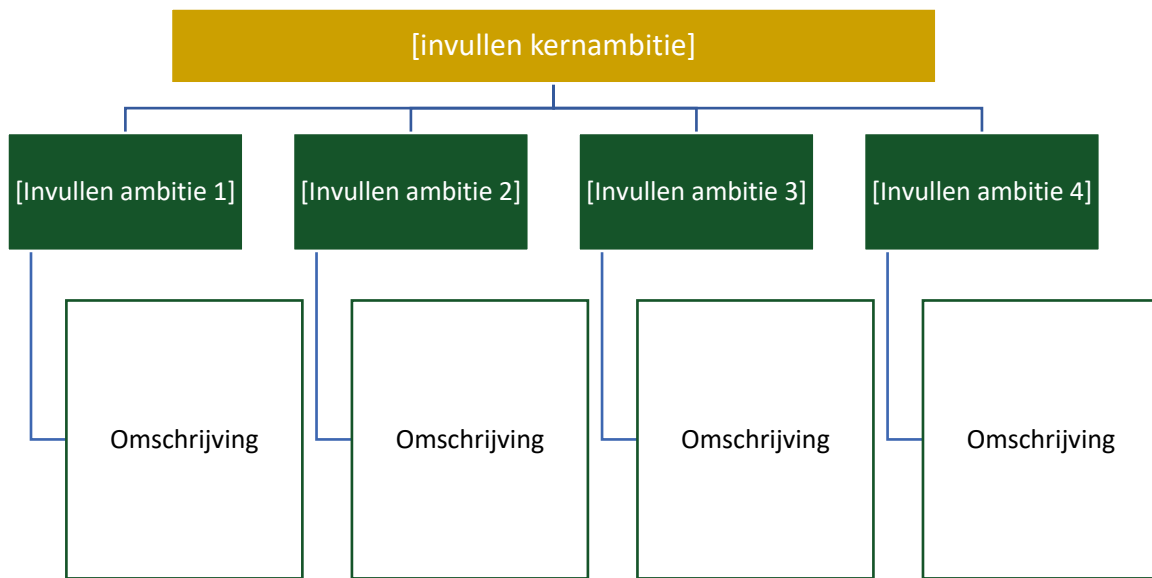 [invullen kernambitie]
[Invullen ambitie 1]
[Invullen ambitie 2]
[Invullen ambitie 3]
[Invullen ambitie 4]
Omschrijving
Omschrijving
Omschrijving
Omschrijving